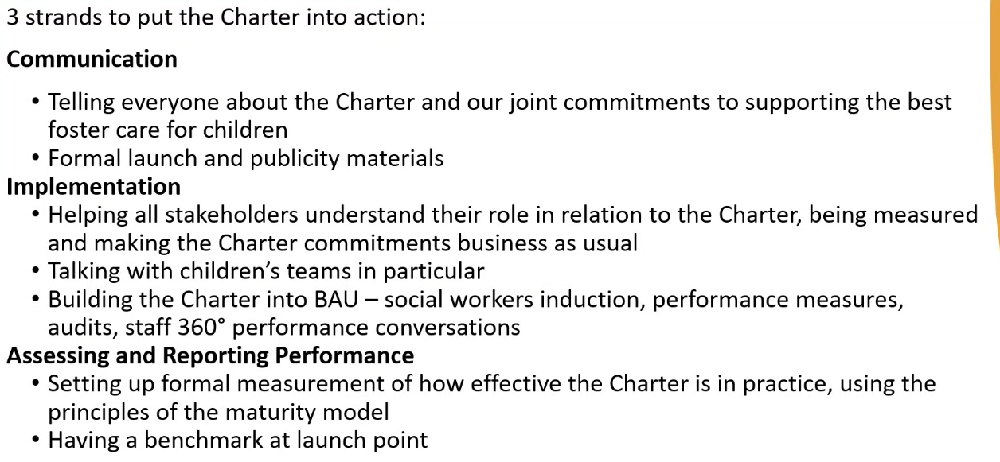 3 strands to put the Charter into action:
Communication
• Telling everyone about the Charter and our joint commitments to supporting the best
foster care for children
• Formal launch and publicity materials
Implementation
• Helping all stakeholders understand their role in relation to the Charter, being measured
and making the Charter commitments business as usual
• Talking with children’s teams in particular
• Building the Charter into BAU – social workers induction, performance measures,
audits, staff 360° performance conversations
Assessing and Reporting Performance
• Setting up formal measurement of how effective the Charter is in practice, using the
principles of the maturity model
• Having a benchmark at launch point